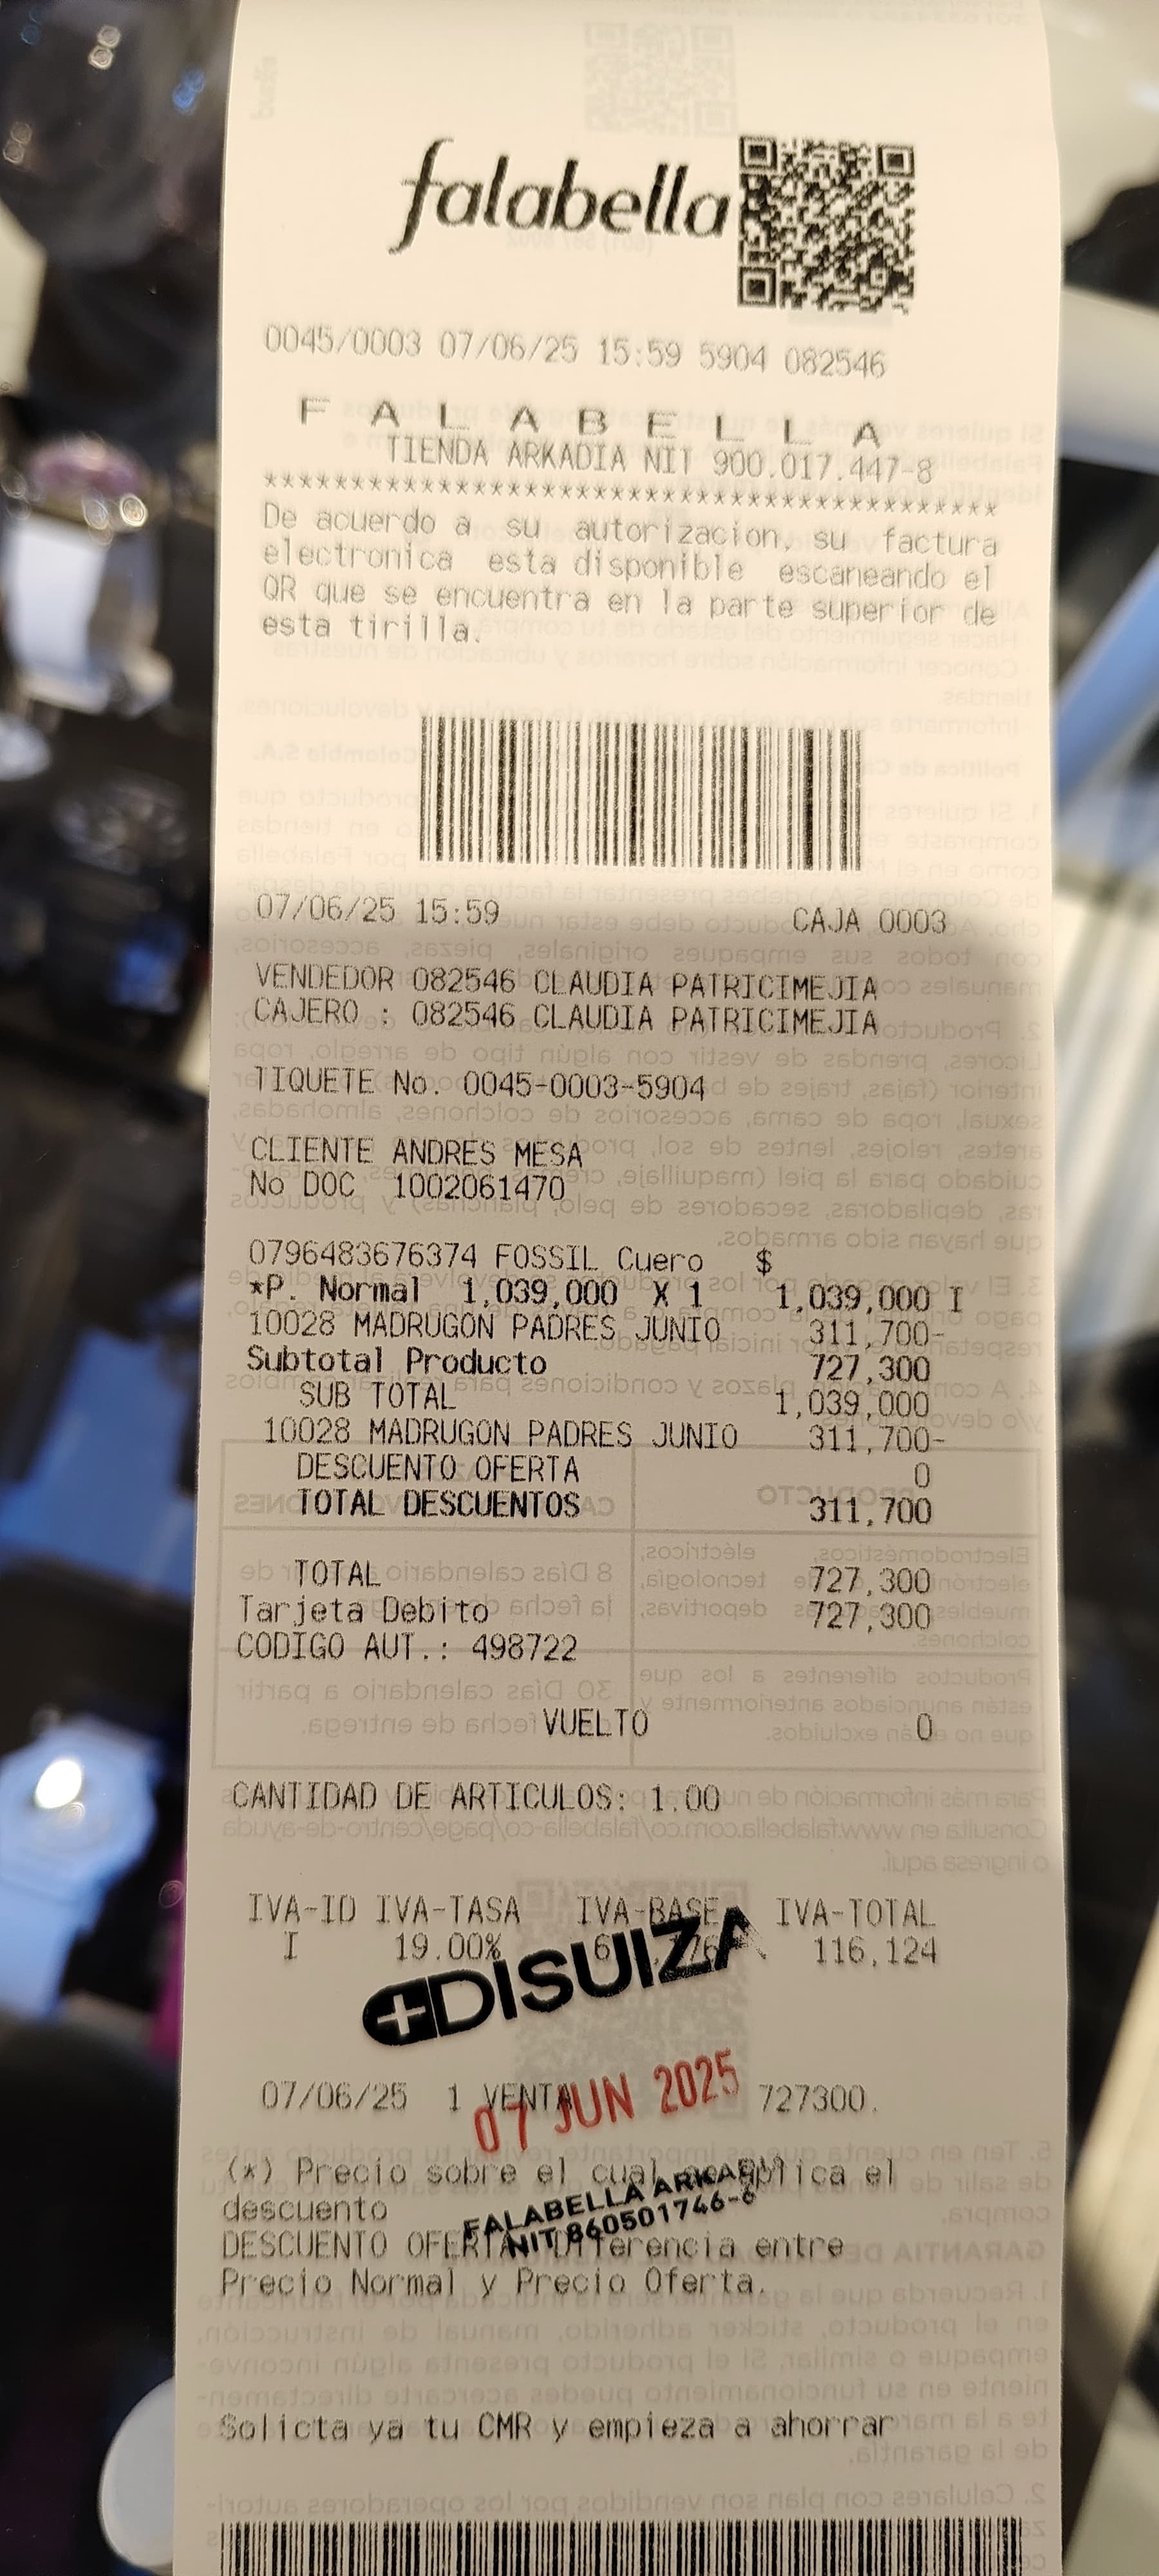 falabella
0045/0003 07/06/25 15:59 5904 082546
F A L A B E L L A
TIENDA ARKADIA NIT 900.017.447-8
******************************************
De acuerdo a su autorizacion, su factura
electronica esta disponible escaneando el
QR que se encuentra en la parte superior de
esta tirilla.
07/06/25 15:59 CAJA 0003
VENDEDOR 082546 CLAUDIA PATRICIMEJIA
CAJERO : 082546 CLAUDIA PATRICIMEJIA
TIQUETE No. 0045-0003-5904
CLIENTE ANDRES MESA
No DOC 1002061470
0796483676374 FOSSIL Cuero $
*P. Normal 1,039,000 X 1 1,039,000 I
10028 MADRUGON PADRES JUNIO 311,700-
Subtotal Producto 727,300
SUB TOTAL 1,039,000
10028 MADRUGON PADRES JUNIO 311,700-
DESCUENTO OFERTA 0
TOTAL DESCUENTOS 311,700
TOTAL 727,300
Tarjeta Debito 727,300
CODIGO AUT.: 498722
VUELTO 0
CANTIDAD DE ARTICULOS: 1.00
IVA-ID IVA-TASA IVA-BASE IVA-TOTAL
I 19.00% 116,124
DISUIZA
07/06/25 1 VENTA 727300.
07 JUN 2025
(*) Precio sobre el cual se aplica el
descuento
FALABELLA ARKADIA
NIT 860501746-6
DESCUENTO OFERTA: Diferencia entre
Precio Normal y Precio Oferta.
Solicta ya tu CMR y empieza a ahorrar